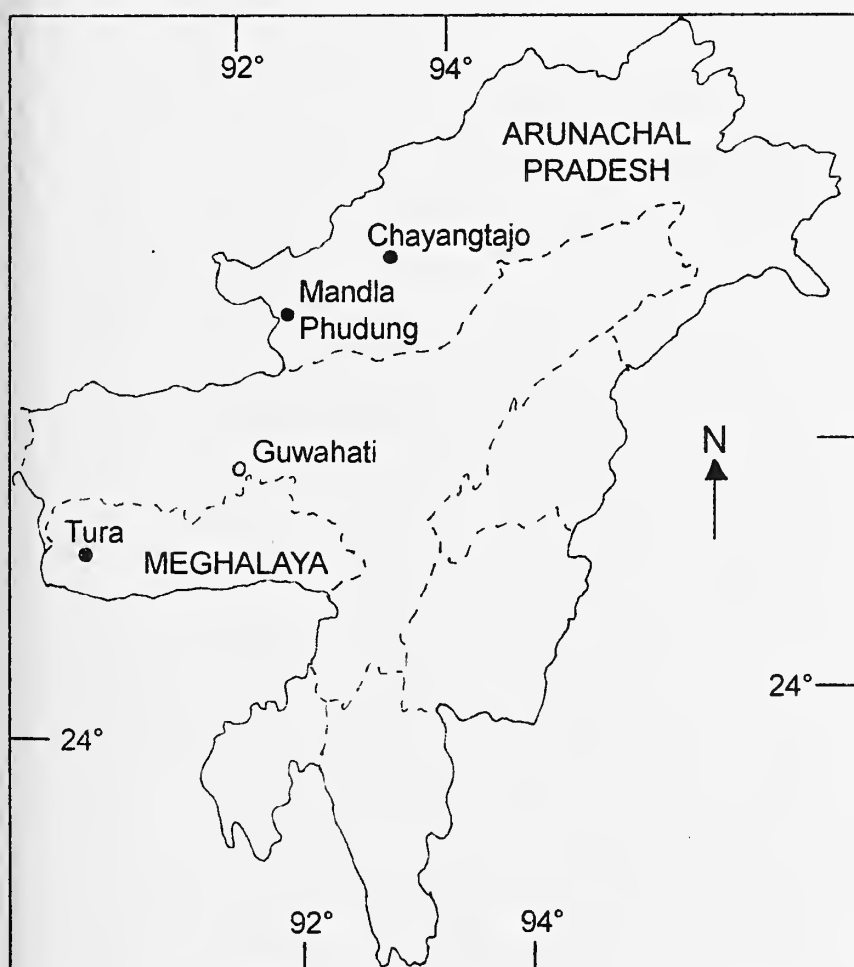 92°
94°
ARUNACHAL
PRADESH
Chayangtajo
Mandla
Phudung
N
Guwahati
Tura
MEGHALAYA
24°
24°
92°
94°